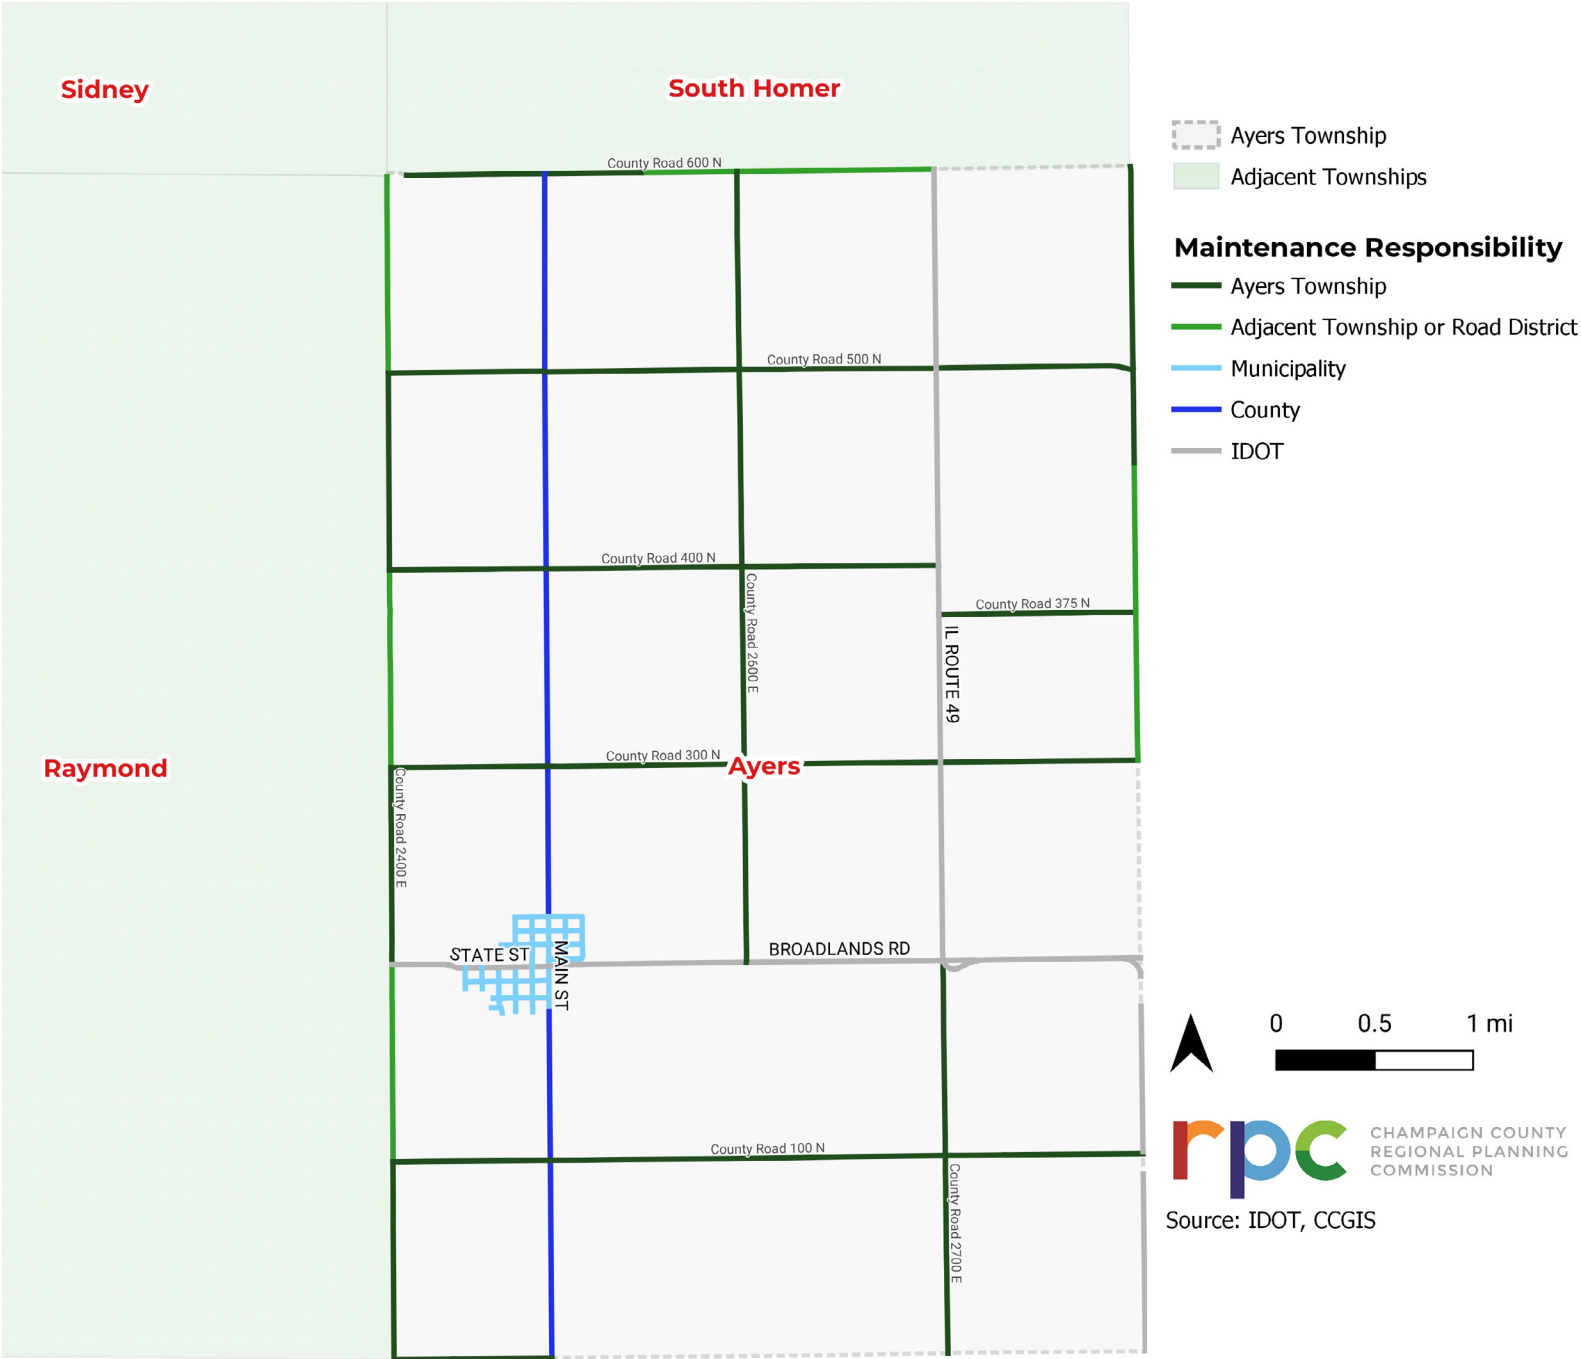 Sidney
South Homer
County Road 600 N
County Road 500 N
County Road 400 N
County Road 2600 E
County Road 375 N
IL ROUTE 49
Raymond
County Road 300 N
Ayers
County Road 2400 E
STATE ST
MAIN ST
BROADLANDS RD
County Road 100 N
County Road 2700 E
Ayers Township
Adjacent Townships
Maintenance Responsibility
Ayers Township
Adjacent Township or Road District
Municipality
County
IDOT
0 0.5 1 mi
rpc
CHAMPAIGN COUNTY
REGIONAL PLANNING
COMMISSION
Source: IDOT, CCGIS